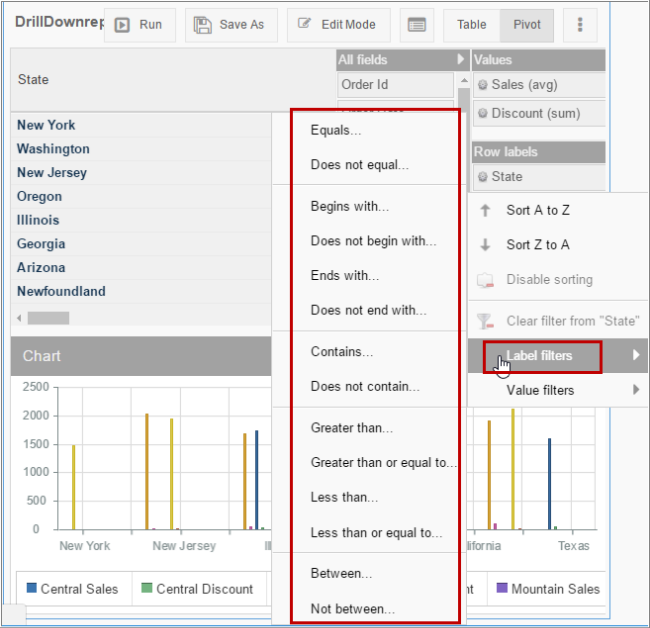 DrillDownrep
Run
Save As
Edit Mode
Table
Pivot
State
All fields
Values
Order Id
Sales (avg)
Discount (sum)
Row labels
State
New York
Washington
New Jersey
Oregon
Illinois
Georgia
Arizona
Newfoundland
Equals...
Does not equal...
Begins with...
Does not begin with...
Ends with...
Does not end with...
Contains...
Does not contain...
Greater than...
Greater than or equal to...
Less than...
Less than or equal to...
Between...
Not between...
Sort A to Z
Sort Z to A
Disable sorting
Clear filter from "State"
Label filters
Value filters
Chart
2500
2000
1500
1000
500
0
New York
New Jersey
Il
lifornia
Texas
Central Sales
Central Discount
nt
Mountain Sales